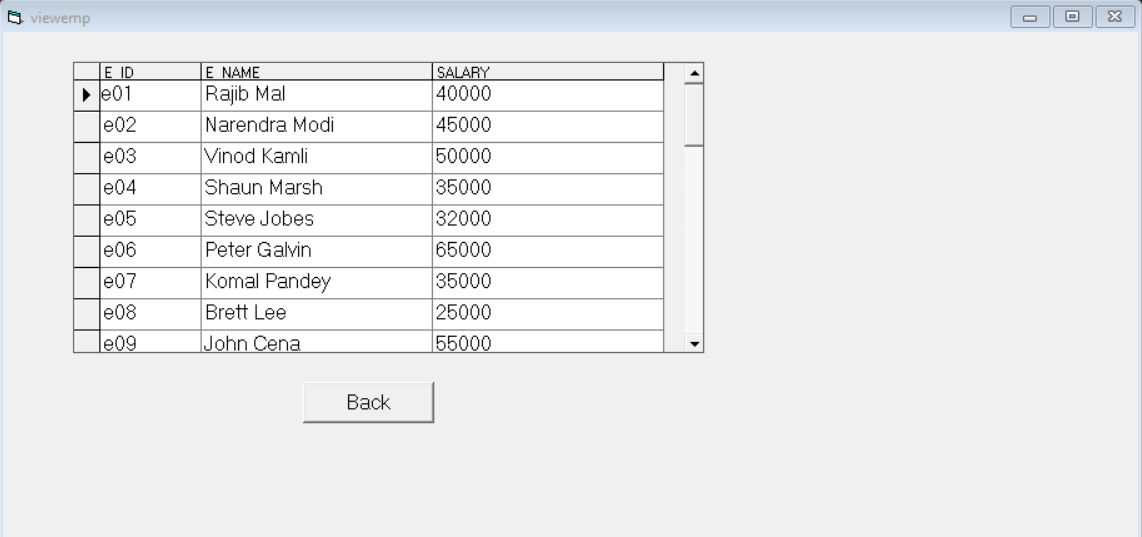 viewemp
E_ID E_NAME SALARY
e01 Rajib Mal 40000
e02 Narendra Modi 45000
e03 Vinod Kamli 50000
e04 Shaun Marsh 35000
e05 Steve Jobes 32000
e06 Peter Galvin 65000
e07 Komal Pandey 35000
e08 Brett Lee 25000
e09 John Cena 55000
Back